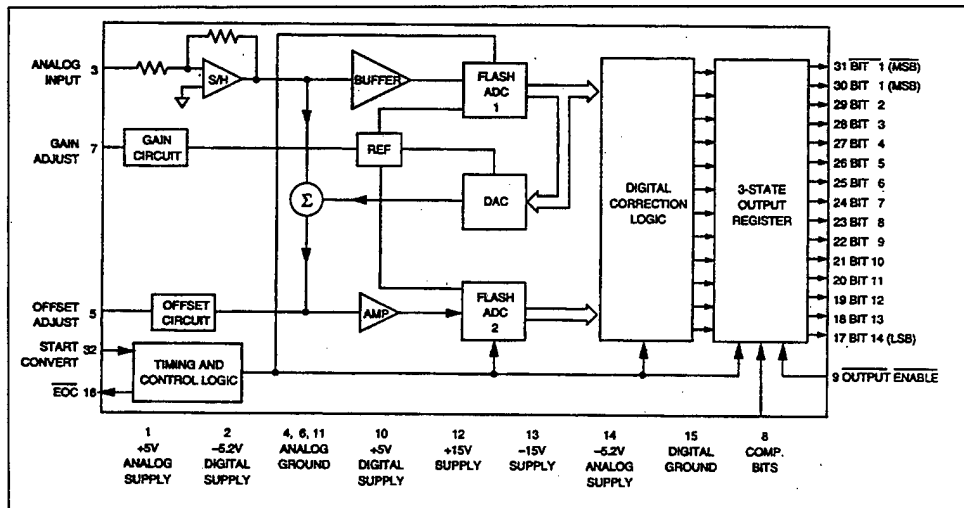 ANALOG INPUT 3
S/H
BUFFER
FLASH ADC 1
GAIN ADJUST 7
GAIN CIRCUIT
REF
Σ
DAC
DIGITAL CORRECTION LOGIC
3-STATE OUTPUT REGISTER
31 BIT 1 (MSB)
30 BIT 1 (MSB)
29 BIT 2
28 BIT 3
27 BIT 4
26 BIT 5
25 BIT 6
24 BIT 7
23 BIT 8
22 BIT 9
21 BIT 10
20 BIT 11
19 BIT 12
18 BIT 13
17 BIT 14 (LSB)
OFFSET ADJUST 5
OFFSET CIRCUIT
AMP
FLASH ADC 2
START CONVERT 32
TIMING AND CONTROL LOGIC
EOC 16
9 OUTPUT ENABLE
1 +5V ANALOG SUPPLY
2 –5.2V DIGITAL SUPPLY
4, 6, 11 ANALOG GROUND
10 +5V DIGITAL SUPPLY
12 +15V SUPPLY
13 –15V SUPPLY
14 –5.2V ANALOG SUPPLY
15 DIGITAL GROUND
8 COMP. BITS